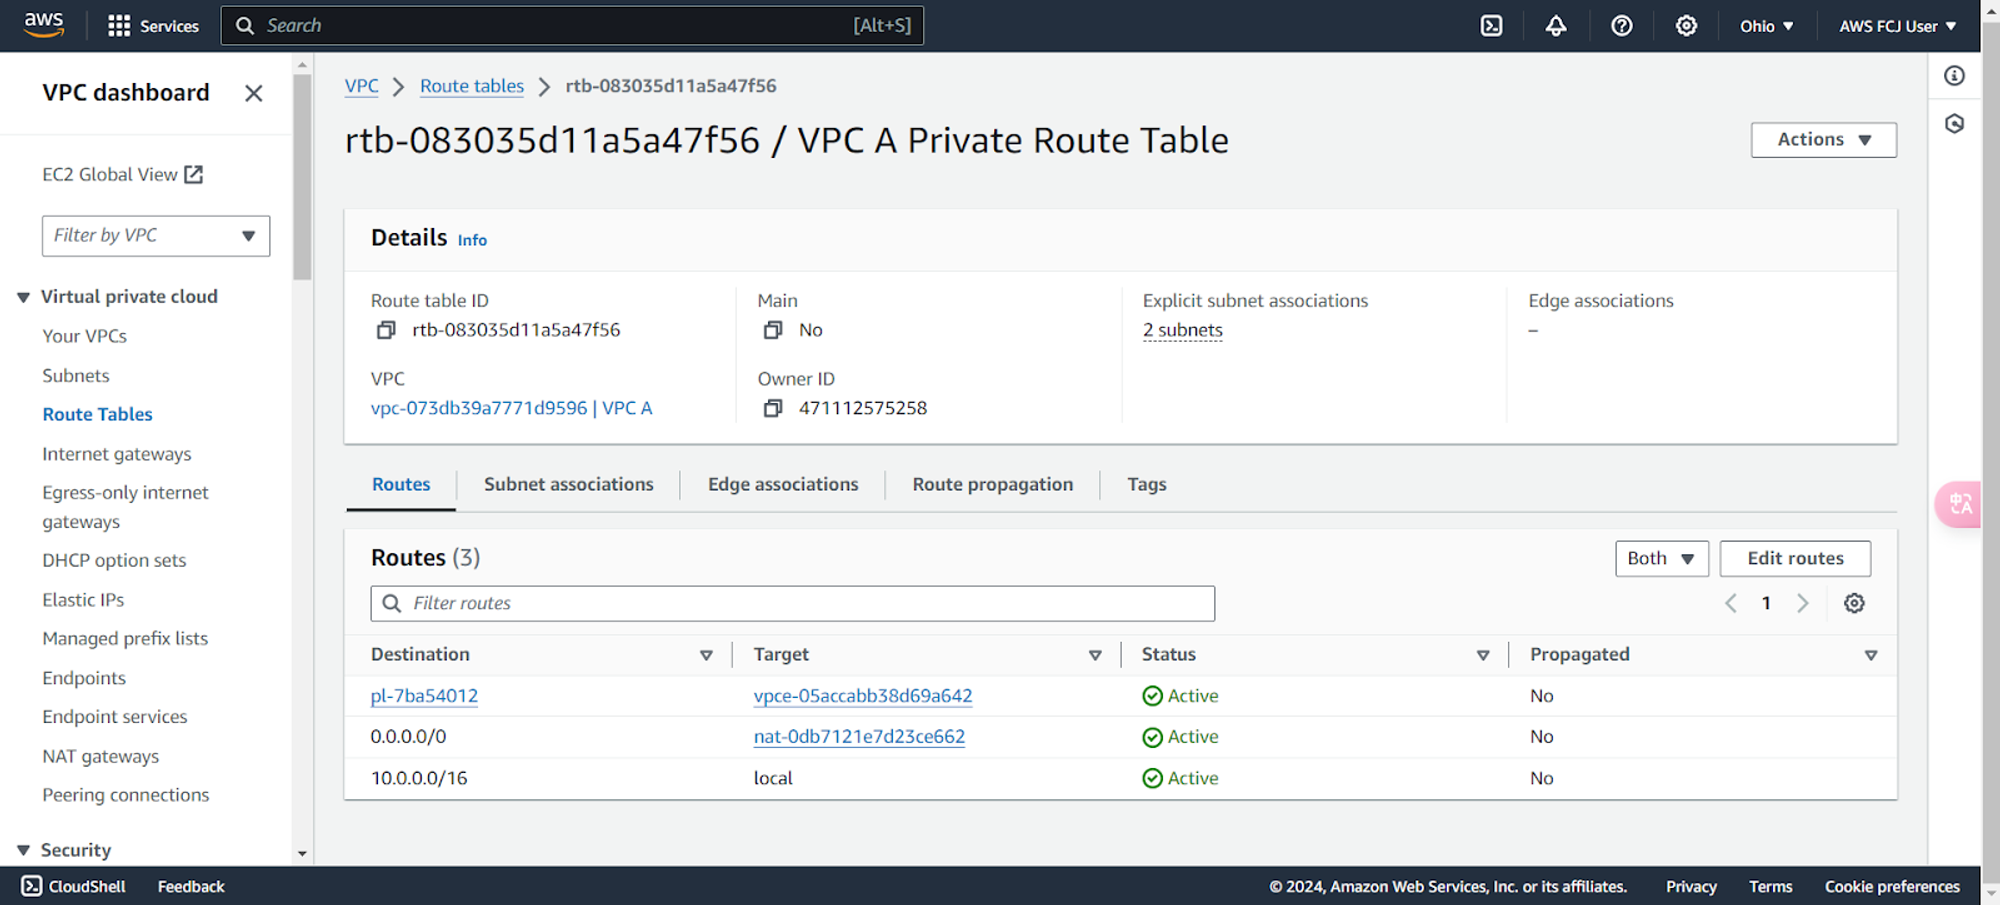 aws
Services
Search [Alt+S]
Ohio
AWS FCJ User
VPC dashboard
EC2 Global View
Filter by VPC
Virtual private cloud
Your VPCs
Subnets
Route Tables
Internet gateways
Egress-only internet
gateways
DHCP option sets
Elastic IPs
Managed prefix lists
Endpoints
Endpoint services
NAT gateways
Peering connections
Security
VPC
Route tables
rtb-083035d11a5a47f56
rtb-083035d11a5a47f56 / VPC A Private Route Table
Actions
Details Info
Route table ID
rtb-083035d11a5a47f56
Main
No
Explicit subnet associations
2 subnets
Edge associations
–
VPC
vpc-073db39a7771d9596 | VPC A
Owner ID
471112575258
Routes
Subnet associations
Edge associations
Route propagation
Tags
Routes (3)
Both
Edit routes
Filter routes
1
Destination Target Status Propagated
pl-7ba54012 vpce-05accabb38d69a642 Active No
0.0.0.0/0 nat-0db7121e7d23ce662 Active No
10.0.0.0/16 local Active No
中
A
CloudShell
Feedback
© 2024, Amazon Web Services, Inc. or its affiliates.
Privacy
Terms
Cookie preferences